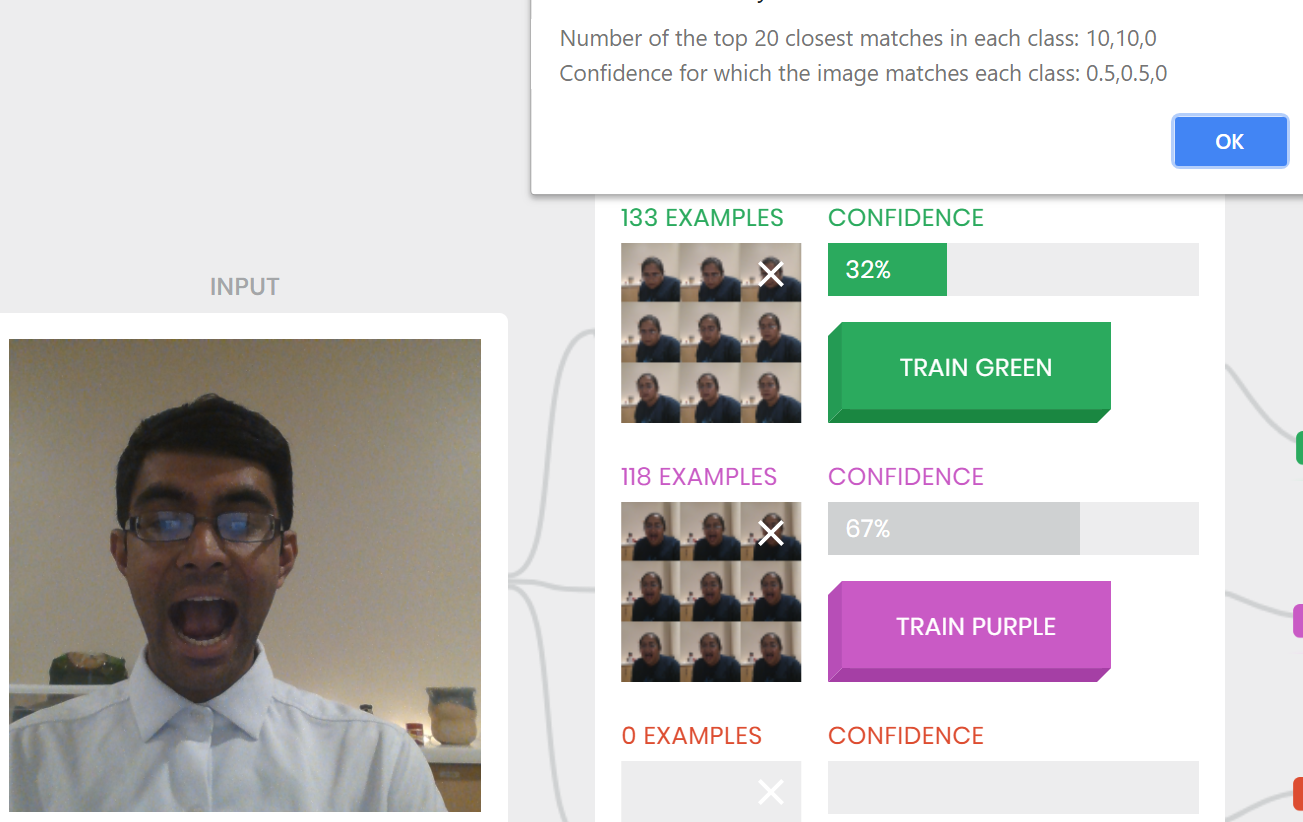 Number of the top 20 closest matches in each class: 10,10,0
Confidence for which the image matches each class: 0.5,0.5,0
OK
133 EXAMPLES
CONFIDENCE
32%
INPUT
TRAIN GREEN
118 EXAMPLES
CONFIDENCE
67%
TRAIN PURPLE
0 EXAMPLES
CONFIDENCE